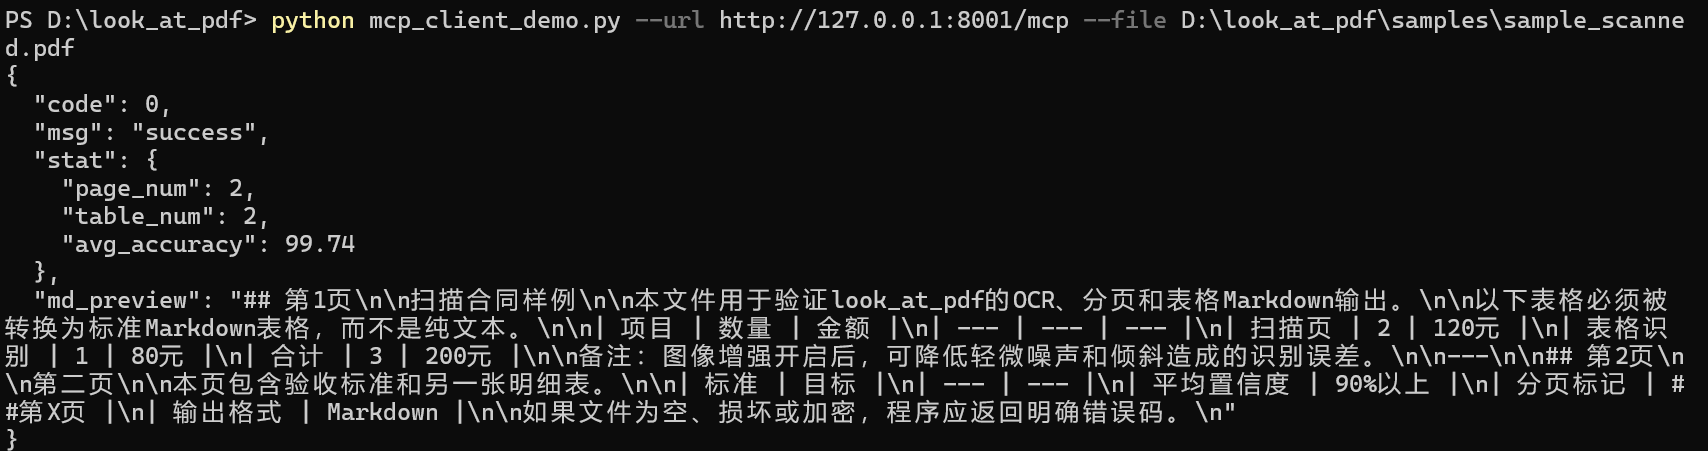 PS D:\look_at_pdf> python mcp_client_demo.py --url http://127.0.0.1:8001/mcp --file D:\look_at_pdf\samples\sample_scanne
d.pdf
{
  "code": 0,
  "msg": "success",
  "stat": {
    "page_num": 2,
    "table_num": 2,
    "avg_accuracy": 99.74
  },
  "md_preview": "## 第1页\n\n扫描合同样例\n\n本文件用于验证look_at_pdf的OCR、分页和表格Markdown输出。\n\n以下表格必须被
转换为标准Markdown表格，而不是纯文本。\n\n| 项目 | 数量 | 金额 |\n| --- | --- | --- |\n| 扫描页 | 2 | 120元 |\n| 表格识
别 | 1 | 80元 |\n| 合计 | 3 | 200元 |\n\n备注：图像增强开启后，可降低轻微噪声和倾斜造成的识别误差。\n\n---\n\n## 第2页\n
\n第二页\n\n本页包含验收标准和另一张明细表。\n\n| 标准 | 目标 |\n| --- | --- |\n| 平均置信度 | 90%以上 |\n| 分页标记 | #
#第X页 |\n| 输出格式 | Markdown |\n\n如果文件为空、损坏或加密，程序应返回明确错误码。\n"
}